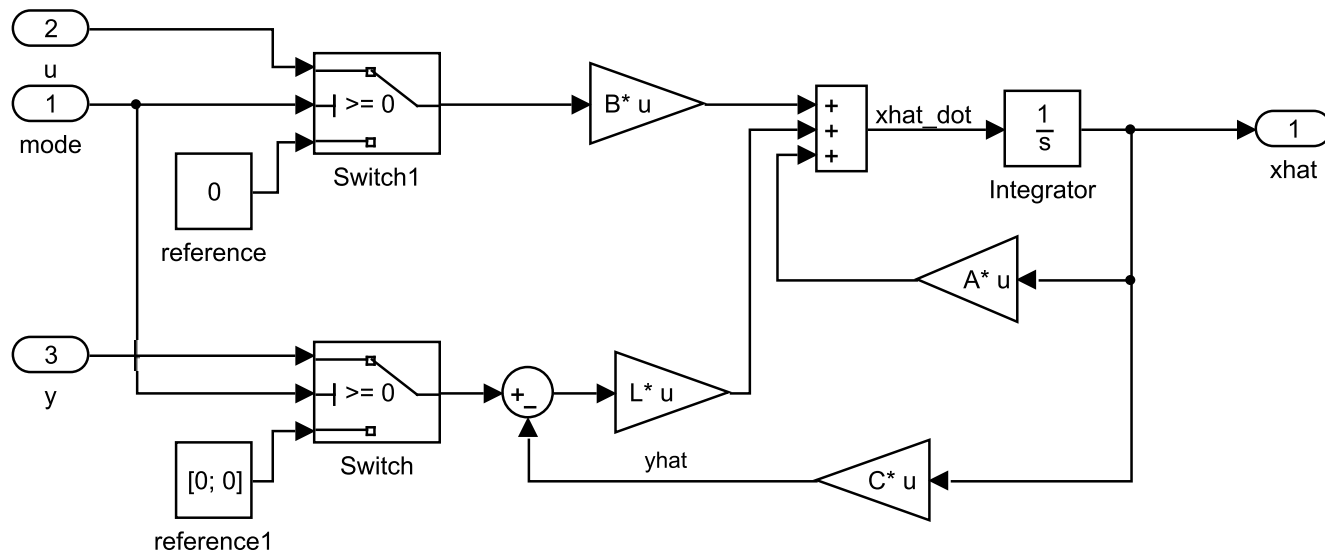 2
u
1
mode
>= 0
Switch1
0
reference
B* u
+
+
+
xhat_dot
1
s
Integrator
1
xhat
A* u
3
y
>= 0
Switch
[0; 0]
reference1
+
−
L* u
yhat
C* u